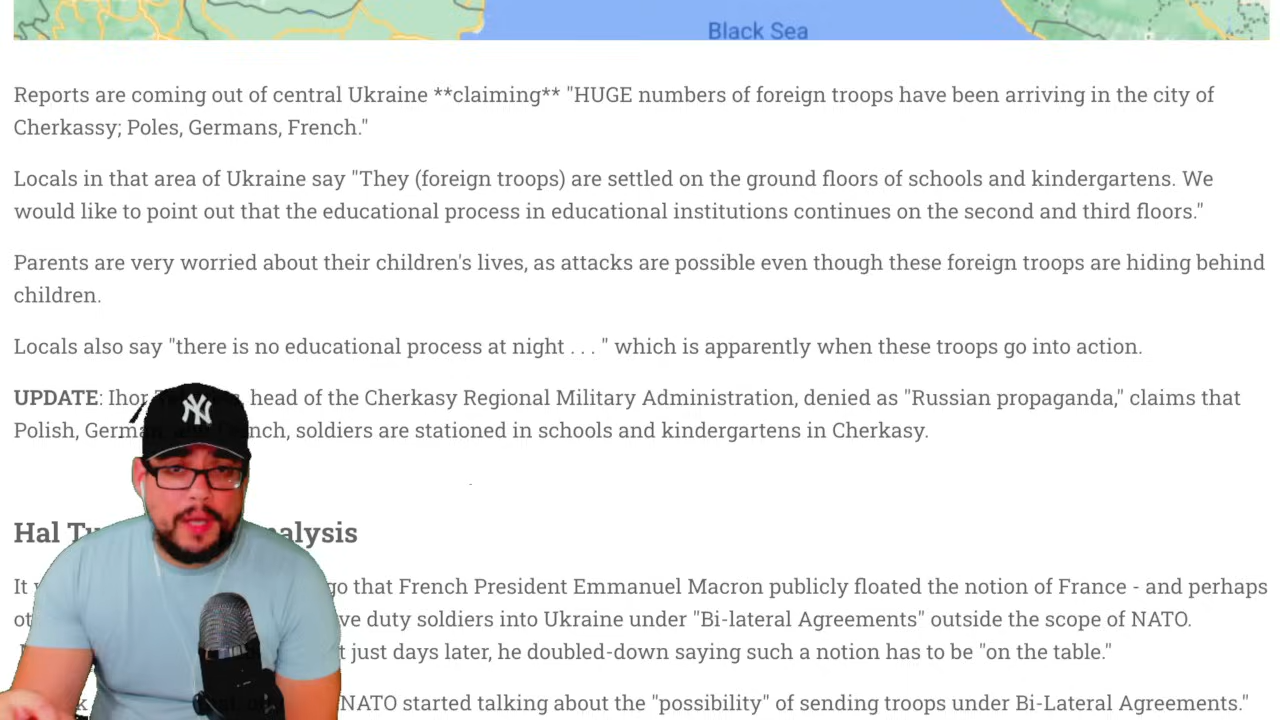 Black Sea
Reports are coming out of central Ukraine **claiming** "HUGE numbers of foreign troops have been arriving in the city of
Cherkassy; Poles, Germans, French."
Locals in that area of Ukraine say "They (foreign troops) are settled on the ground floors of schools and kindergartens. We
would like to point out that the educational process in educational institutions continues on the second and third floors."
Parents are very worried about their children's lives, as attacks are possible even though these foreign troops are hiding behind
children.
Locals also say "there is no educational process at night . . . " which is apparently when these troops go into action.
UPDATE: Ihor head of the Cherkasy Regional Military Administration, denied as "Russian propaganda," claims that
Polish, soldiers are stationed in schools and kindergartens in Cherkasy.
NY
Hal
It that French President Emmanuel Macron publicly floated the notion of France - and perhaps
duty soldiers into Ukraine under "Bi-lateral Agreements" outside the scope of NATO.
just days later, he doubled-down saying such a notion has to be "on the table."
NATO started talking about the "possibility" of sending troops under Bi-Lateral Agreements."